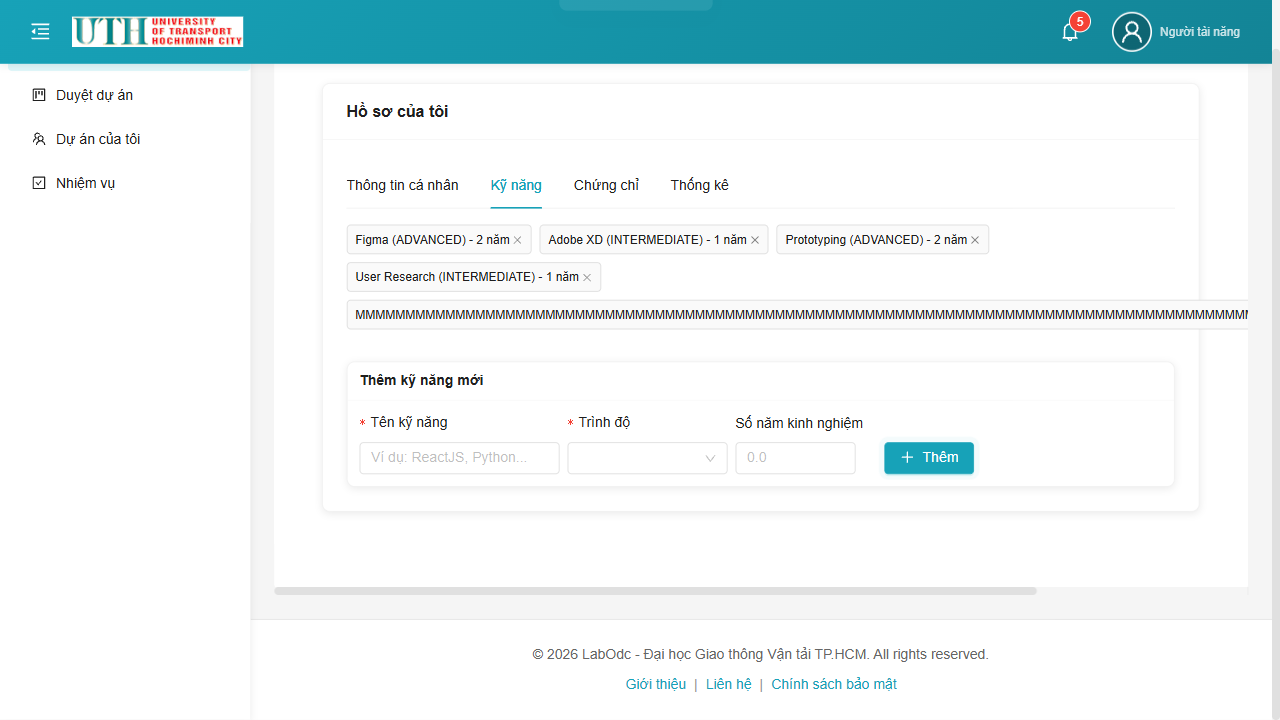 UTH UNIVERSITY OF TRANSPORT HOCHIMINH CITY
5
Người tài năng
Duyệt dự án
Dự án của tôi
Nhiệm vụ
Hồ sơ của tôi
Thông tin cá nhân
Kỹ năng
Chứng chỉ
Thống kê
Figma (ADVANCED) - 2 năm
Adobe XD (INTERMEDIATE) - 1 năm
Prototyping (ADVANCED) - 2 năm
User Research (INTERMEDIATE) - 1 năm
MMMMMMMMMMMMMMMMMMMMMMMMMMMMMMMMMMMMMMMMMMMMMMMMMMMMMMMMMMMMMMMMMMMMMMMMMMMMMMMMMMMMMMMMMM
Thêm kỹ năng mới
* Tên kỹ năng
* Trình độ
Số năm kinh nghiệm
Ví dụ: ReactJS, Python...
0.0
Thêm
© 2026 LabOdc - Đại học Giao thông Vận tải TP.HCM. All rights reserved.
Giới thiệu | Liên hệ | Chính sách bảo mật